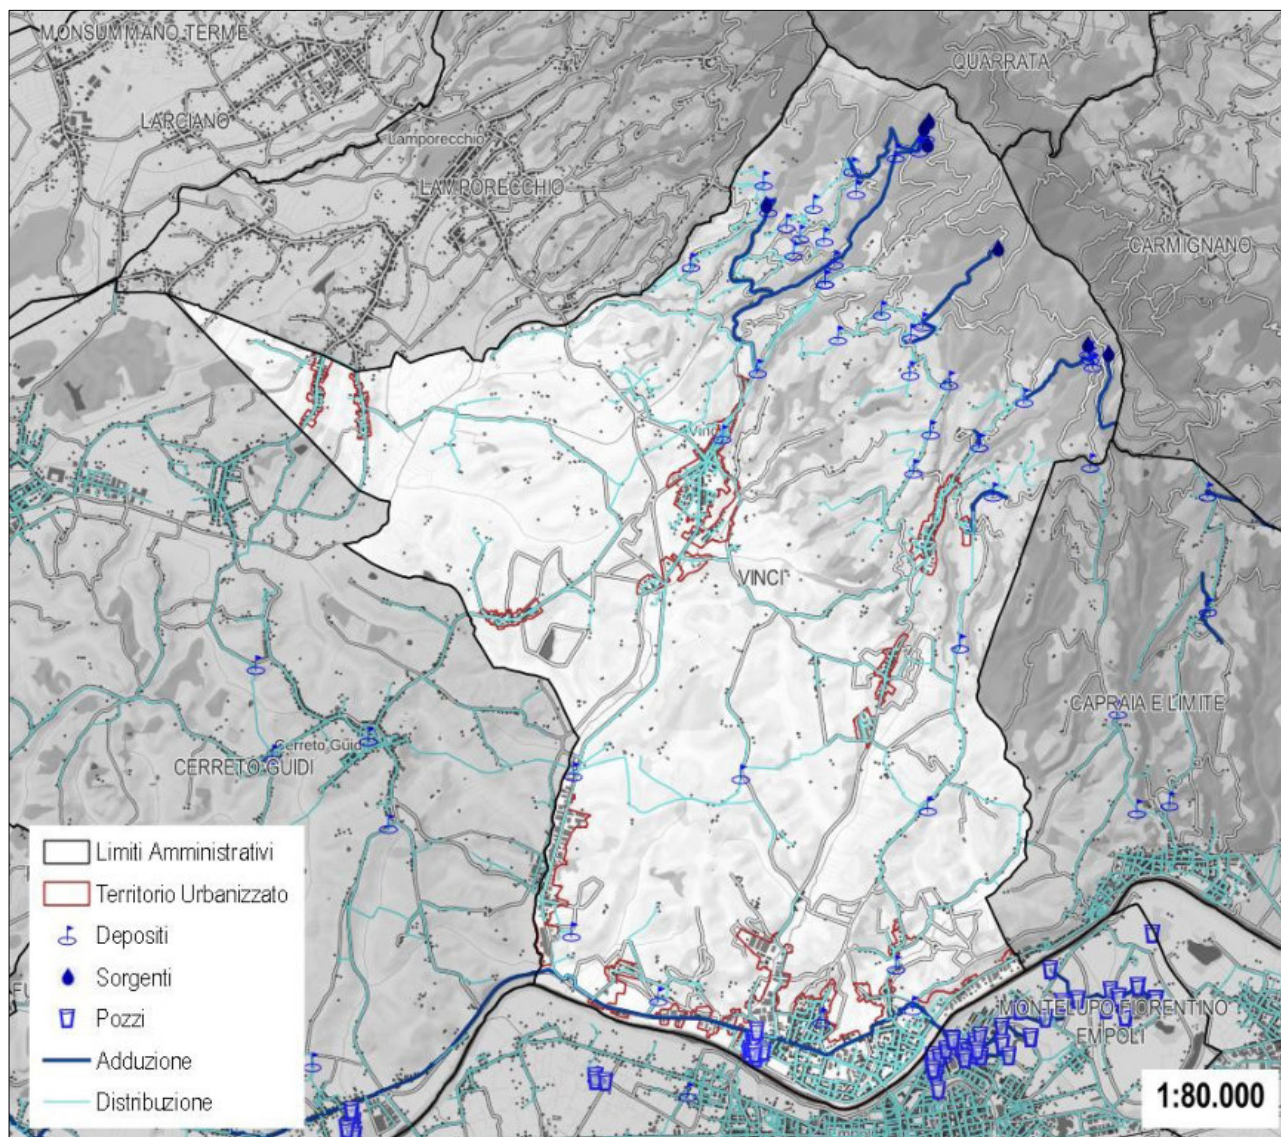 MONSUMMANO TERME
QUARRATA
LARCIANO
Lamporecchio
LAMPORECCHIO
CARMIGNANO
Vinci
VINCI
CAPRAIA E LIMITE
Cerreto Guidi
CERRETO GUIDI
Limiti Amministrativi
Territorio Urbanizzato
Depositi
Sorgenti
Pozzi
Adduzione
Distribuzione
MONTELUPO FIORENTINO
EMPOLI
1:80.000